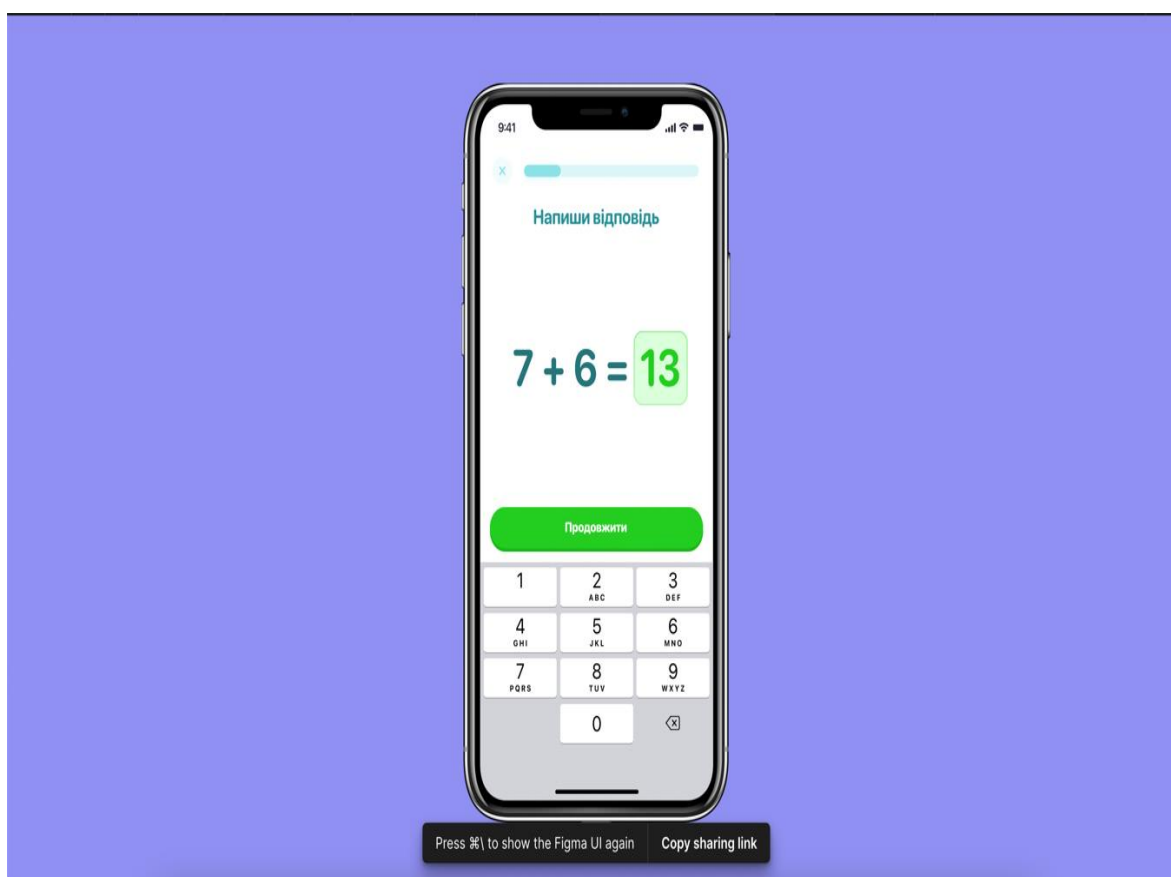 9:41
Напиши відповідь
7 + 6 = 13
Продовжити
1 2 3
ABC DEF
4 5 6
GHI JKL MNO
7 8 9
PQRS TUV WXYZ
0
Press ⌘\ to show the Figma UI again Copy sharing link